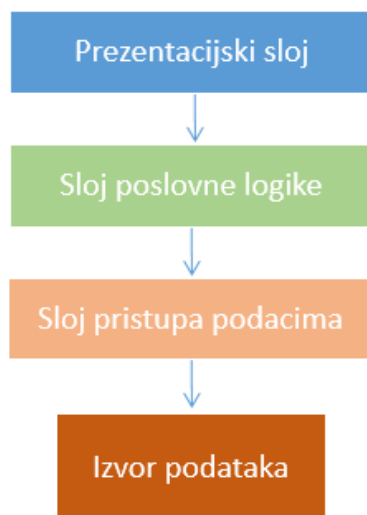 Prezentacijski sloj
Sloj poslovne logike
Sloj pristupa podacima
Izvor podataka